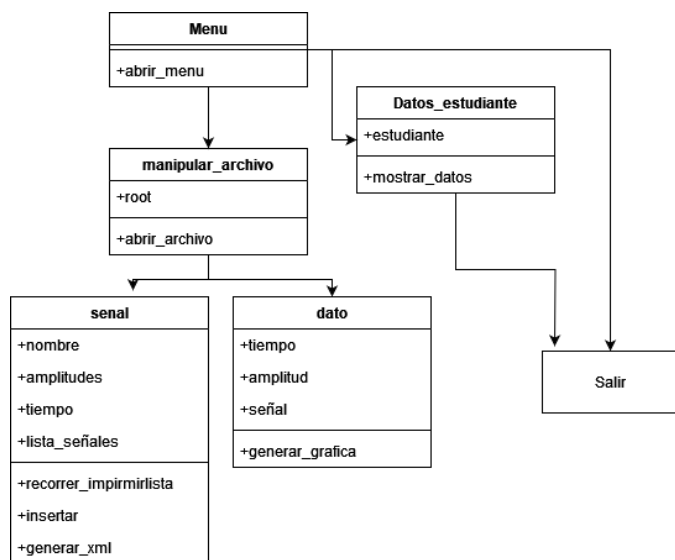 Menu
+abrir_menu
Datos_estudiante
+estudiante
+mostrar_datos
manipular_archivo
+root
+abrir_archivo
senal
+nombre
+amplitudes
+tiempo
+lista_señales
+recorrer_impirmirlista
+insertar
+generar_xml
dato
+tiempo
+amplitud
+señal
+generar_grafica
Salir